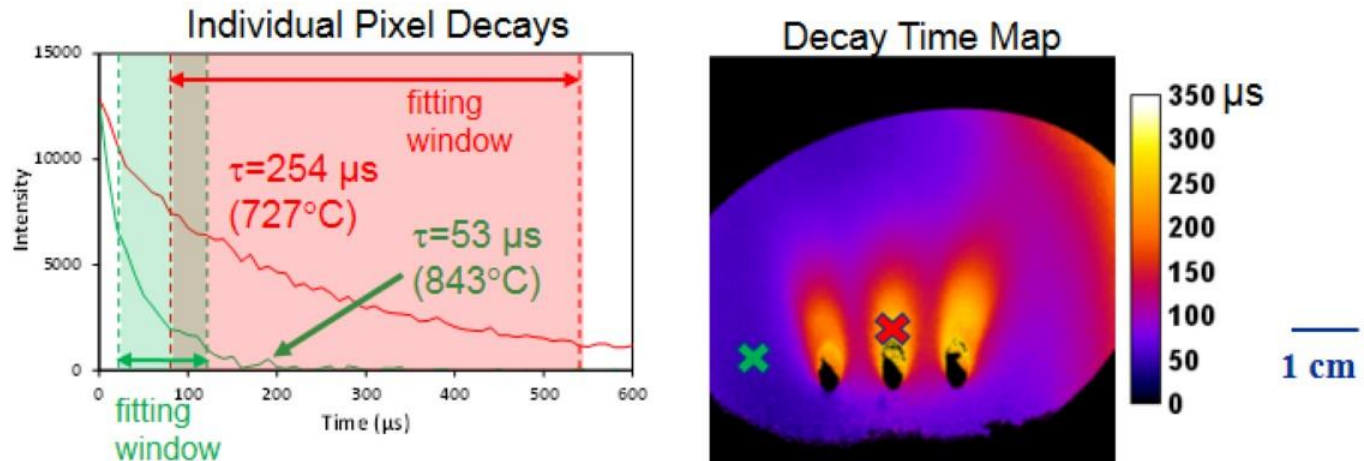 Individual Pixel Decays
15000
10000
5000
0
Intensity
0 100 200 300 400 500 600
Time (µs)
fitting
window
τ=254 µs
(727°C)
τ=53 µs
(843°C)
fitting
window
Decay Time Map
350 µs
300
250
200
150
100
50
0
1 cm